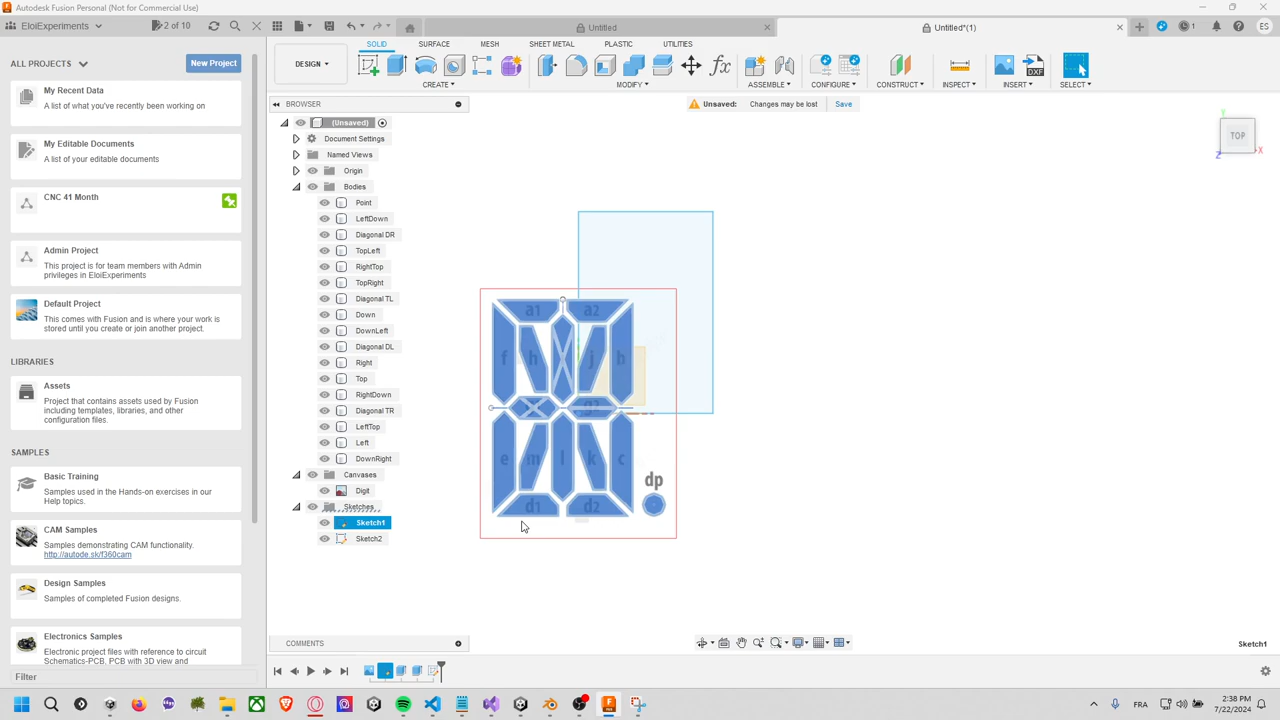 Autodesk Fusion (Not for Commercial Use)
EloiExperiments
2 of 10
Untitled
Untitled*(1)
1
ES
ALL PROJECTS
New Project
My Recent Data
A list of what you've recently been working on
My Editable Documents
A list of your editable documents
CNC 41 Month
Admin Project
This project is for team members with Admin
privileges in EloiExperiments
Default Project
This comes with Fusion and is where your work is
stored until you create or join another project.
LIBRARIES
Assets
Project that contains assets used by Fusion
including templates, libraries, and other
configuration files.
SAMPLES
Basic Training
Samples used in the Hands-on exercises in our
Help topics.
CAM Samples
Samples demonstrating CAM functionality.
http://autode.sk/f360cam
Design Samples
Samples of completed Fusion designs.
Electronics Samples
Electronic project files with reference to circuit
Schematics-PCB, PCB with 3D view and
Filter
DESIGN
SOLID
SURFACE
MESH
SHEET METAL
PLASTIC
UTILITIES
CREATE
MODIFY
ASSEMBLE
CONFIGURE
CONSTRUCT
INSPECT
INSERT
SELECT
DXF
BROWSER
(Unsaved)
Document Settings
Named Views
Origin
Bodies
Point
LeftDown
Diagonal DR
TopLeft
RightTop
TopRight
Diagonal TL
Down
DownLeft
Diagonal DL
Right
Top
RightDown
Diagonal TR
LeftTop
Left
DownRight
Canvases
Digit
Sketches
Sketch1
Sketch2
Unsaved:
Changes may be lost
Save
TOP
Y
X
Z
a1
a2
f
h
j
h
e
m
l
k
c
d1
d2
dp
COMMENTS
Sketch1
FRA
2:38 PM
7/22/2024